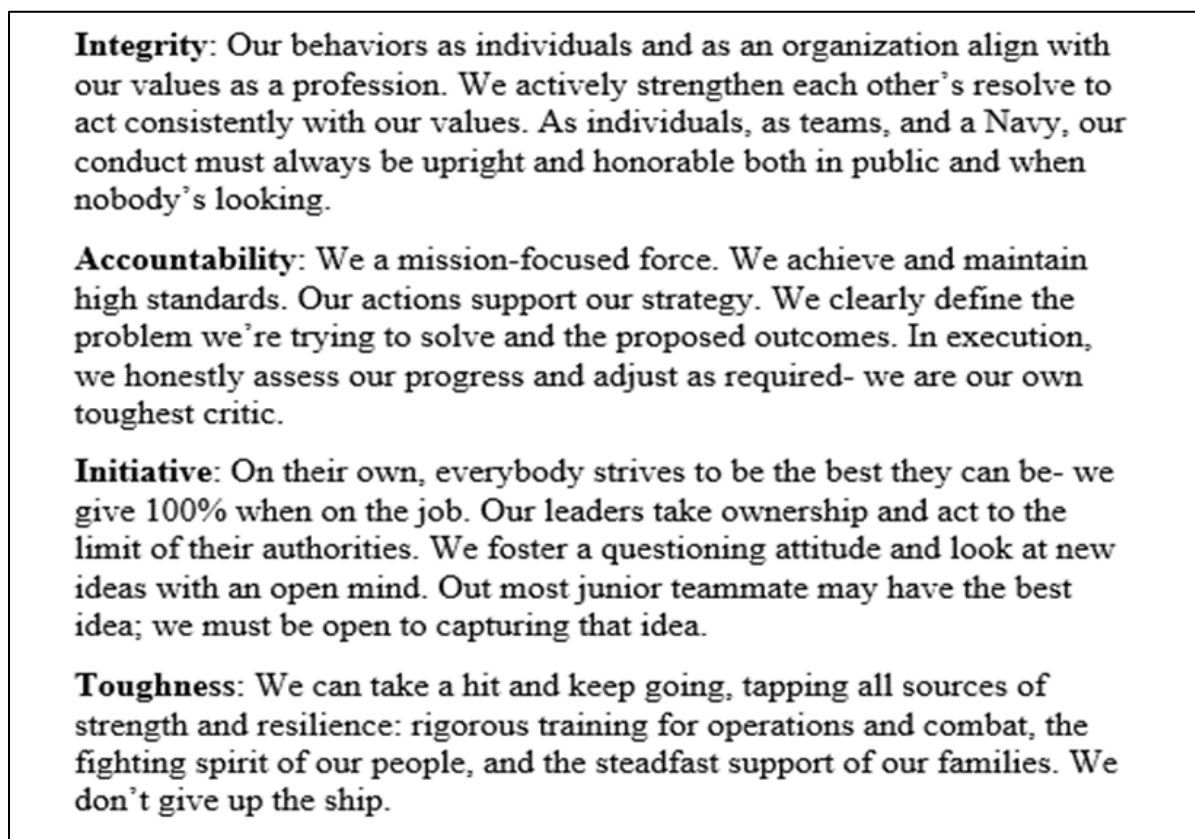 Integrity: Our behaviors as individuals and as an organization align with
our values as a profession. We actively strengthen each other’s resolve to
act consistently with our values. As individuals, as teams, and a Navy, our
conduct must always be upright and honorable both in public and when
nobody’s looking.
Accountability: We a mission-focused force. We achieve and maintain
high standards. Our actions support our strategy. We clearly define the
problem we’re trying to solve and the proposed outcomes. In execution,
we honestly assess our progress and adjust as required- we are our own
toughest critic.
Initiative: On their own, everybody strives to be the best they can be- we
give 100% when on the job. Our leaders take ownership and act to the
limit of their authorities. We foster a questioning attitude and look at new
ideas with an open mind. Out most junior teammate may have the best
idea; we must be open to capturing that idea.
Toughness: We can take a hit and keep going, tapping all sources of
strength and resilience: rigorous training for operations and combat, the
fighting spirit of our people, and the steadfast support of our families. We
don’t give up the ship.